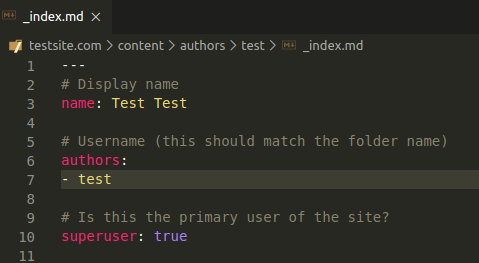 _index.md ×
testsite.com > content > authors > test > _index.md
1 ---
2 # Display name
3 name: Test Test
4
5 # Username (this should match the folder name)
6 authors:
7 - test
8
9 # Is this the primary user of the site?
10 superuser: true
11